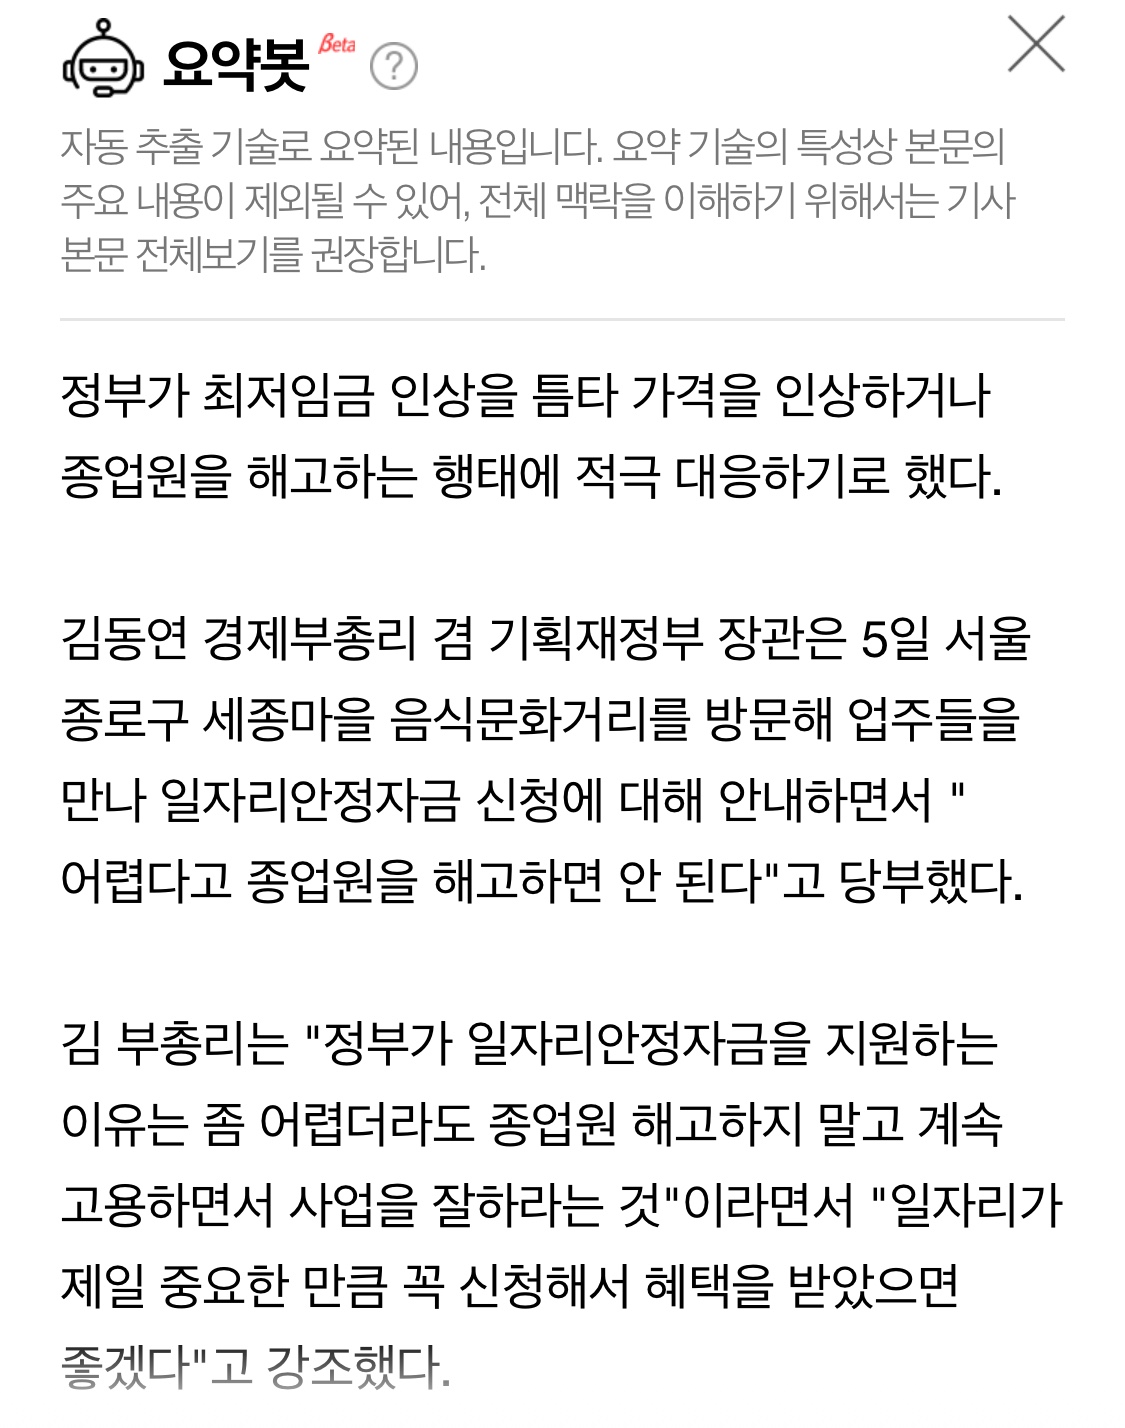 요약봇 Beta ?
자동 추출 기술로 요약된 내용입니다. 요약 기술의 특성상 본문의
주요 내용이 제외될 수 있어, 전체 맥락을 이해하기 위해서는 기사
본문 전체보기를 권장합니다.
정부가 최저임금 인상을 틈타 가격을 인상하거나
종업원을 해고하는 행태에 적극 대응하기로 했다.
김동연 경제부총리 겸 기획재정부 장관은 5일 서울
종로구 세종마을 음식문화거리를 방문해 업주들을
만나 일자리안정자금 신청에 대해 안내하면서 "
어렵다고 종업원을 해고하면 안 된다"고 당부했다.
김 부총리는 "정부가 일자리안정자금을 지원하는
이유는 좀 어렵더라도 종업원 해고하지 말고 계속
고용하면서 사업을 잘하라는 것"이라면서 "일자리가
제일 중요한 만큼 꼭 신청해서 혜택을 받았으면
좋겠다"고 강조했다.